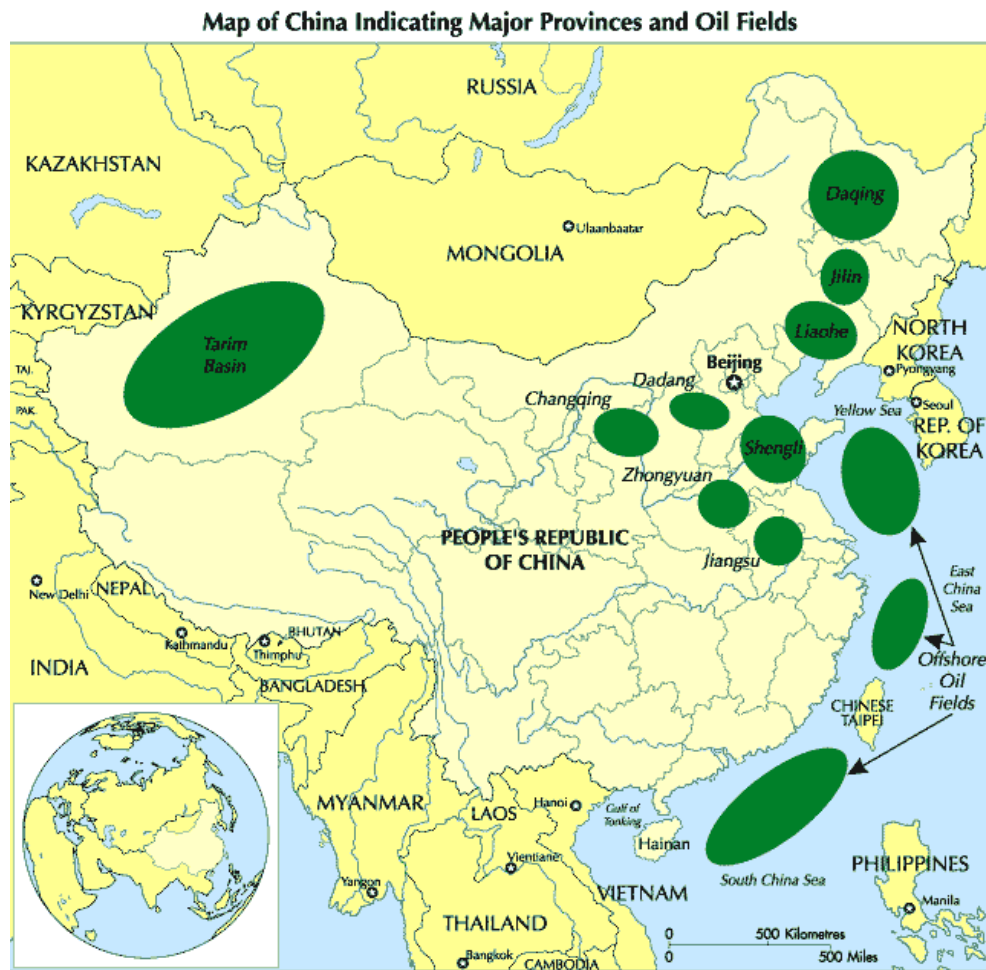 Map of China Indicating Major Provinces and Oil Fields
RUSSIA
KAZAKHSTAN
Daqing
Ulaanbaatar
MONGOLIA
Jilin
KYRGYZSTAN
Liaohe
NORTH
KOREA
Tarim
Basin
Beijing
Pyongyang
TAJ.
Dadang
Changqing
Seoul
PAK.
Yellow Sea
REP. OF
KOREA
Shengli
Zhongyuan
PEOPLE'S REPUBLIC
OF CHINA
Jiangsu
East
China
Sea
New Delhi
NEPAL
Kathmandu
BHUTAN
Thimphu
INDIA
BANGLADESH
Offshore
Oil
Fields
CHINESE
TAIPEI
MYANMAR
LAOS
Hanoi
Gulf of
Tonking
Hainan
Vientiane
PHILIPPINES
Yangon
VIETNAM
South China Sea
Manila
THAILAND
0 500 Kilometres
0 500 Miles
Bangkok
CAMBODIA